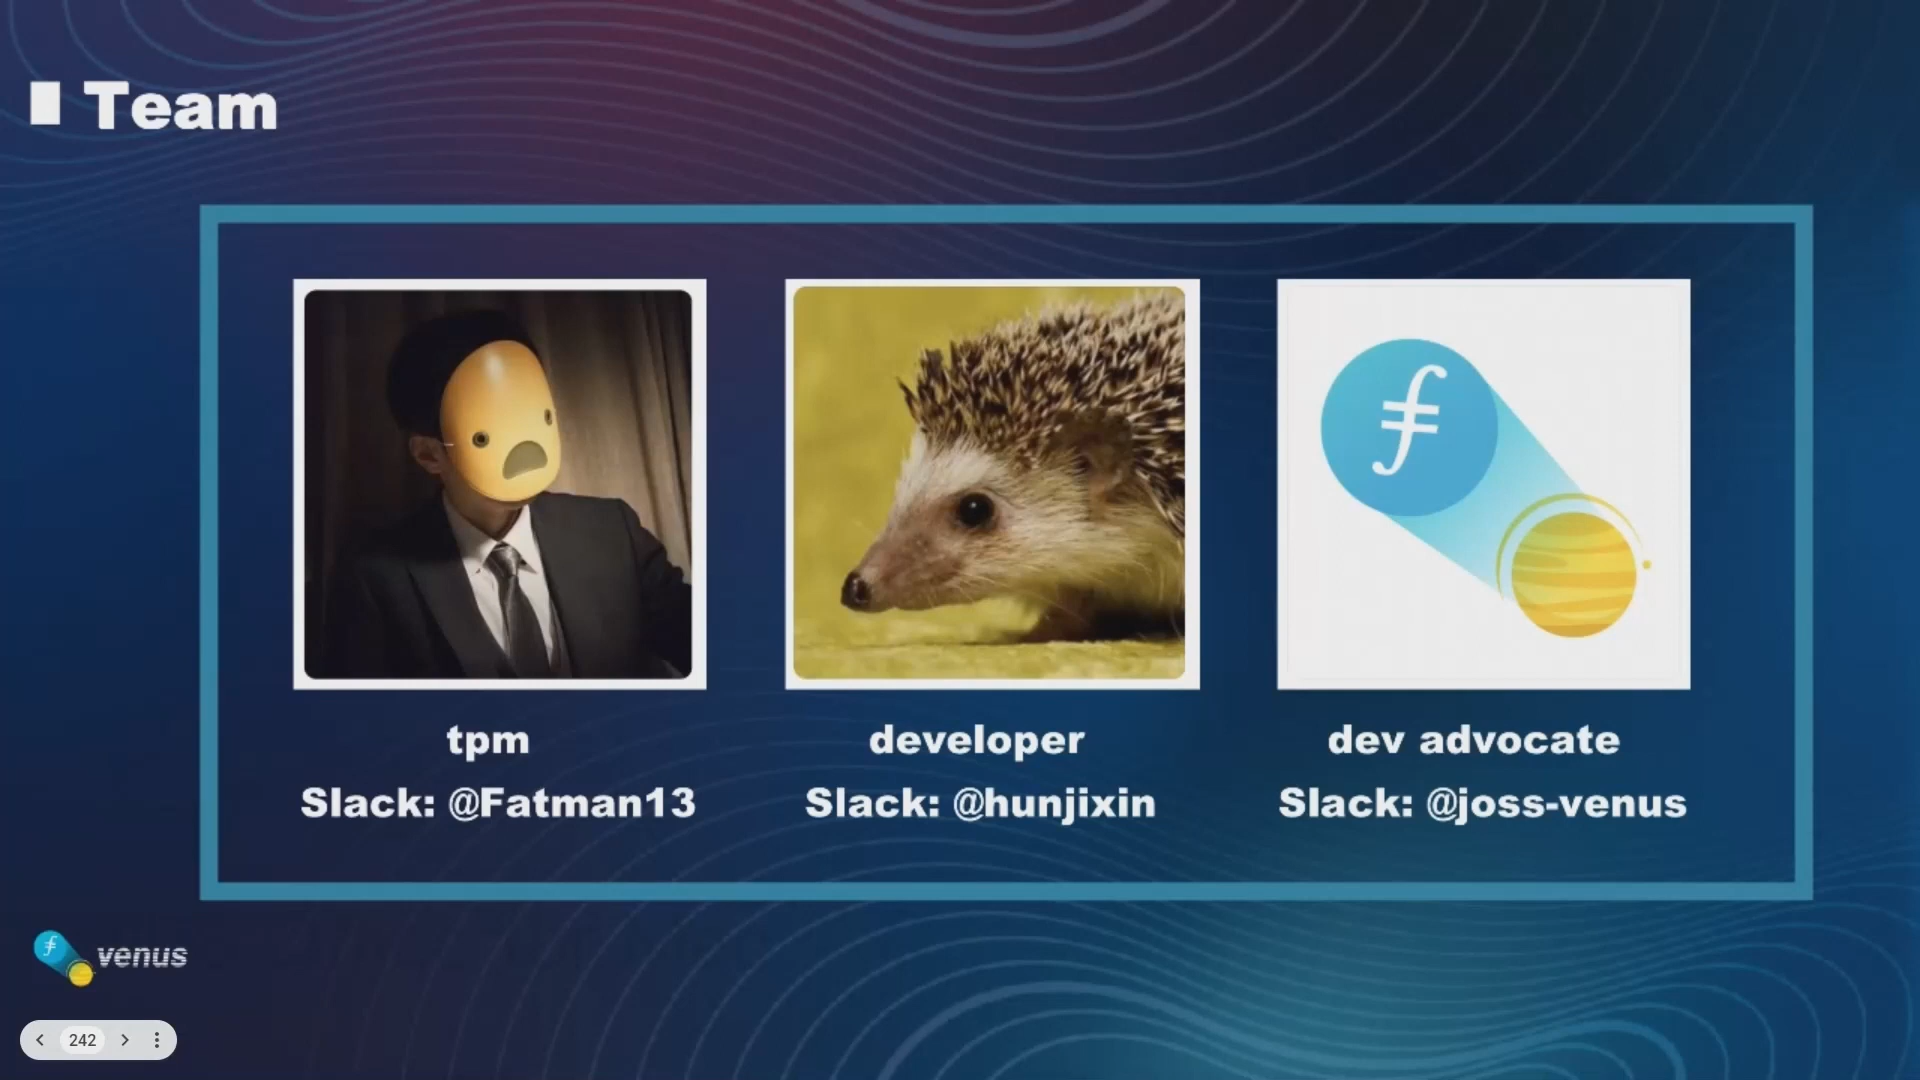 Team
tpm
Slack: @Fatman13
developer
Slack: @hunjixin
dev advocate
Slack: @joss-venus
venus
242